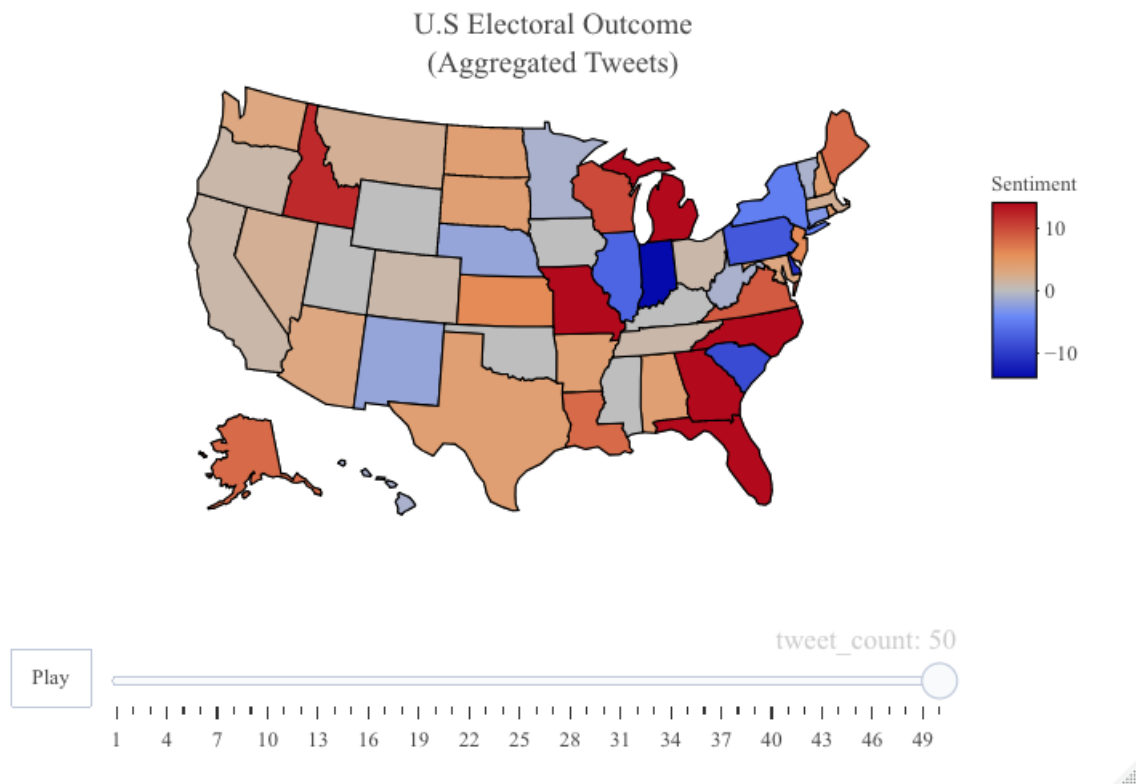 U.S Electoral Outcome
(Aggregated Tweets)
Sentiment
10
0
−10
tweet_count: 50
Play
1 4 7 10 13 16 19 22 25 28 31 34 37 40 43 46 49